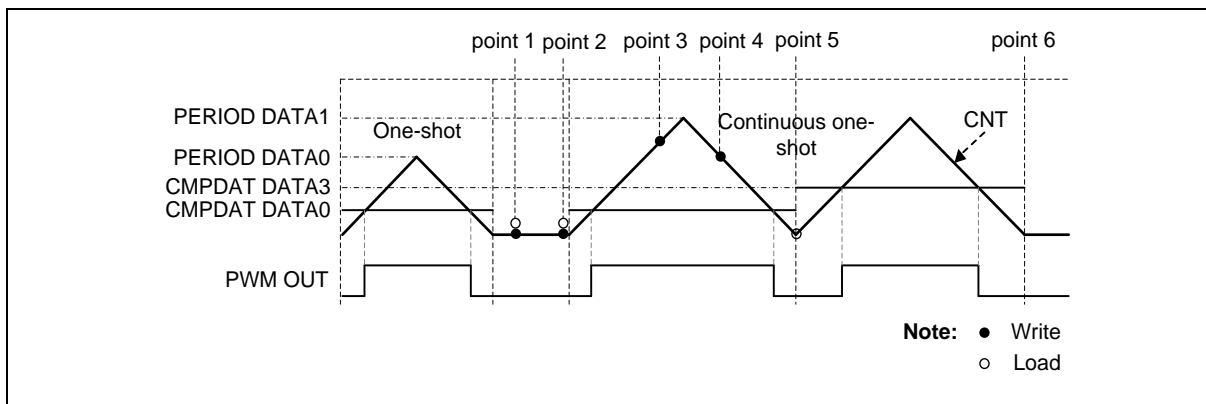 point 1 point 2 point 3 point 4 point 5 point 6
PERIOD DATA1
One-shot
Continuous one-
shot
CNT
PERIOD DATA0
CMPDAT DATA3
CMPDAT DATA0
PWM OUT
Note: ● Write
○ Load